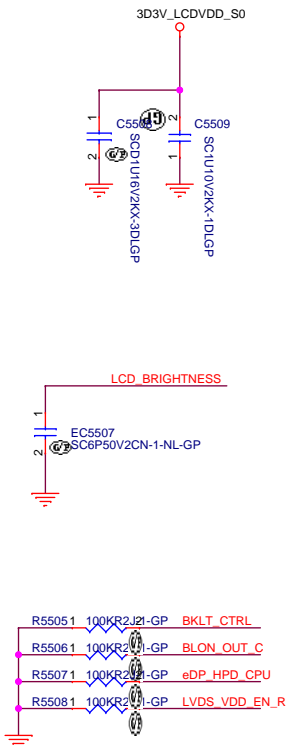 3D3V_LCDVDD_S0
1 2
GP
C5509
2 1
G/P
SCD1U16V2KX-3DLGP
SC1U10V2KX-1DLGP
LCD_BRIGHTNESS
1
EC5507
2 G/P SC6P50V2CN-1-NL-GP
R5505 1 BKLT_CTRL
R5506 1 BLON_OUT_C
R5507 1 eDP_HPD_CPU
R5508 1 LVDS_VDD_EN_R